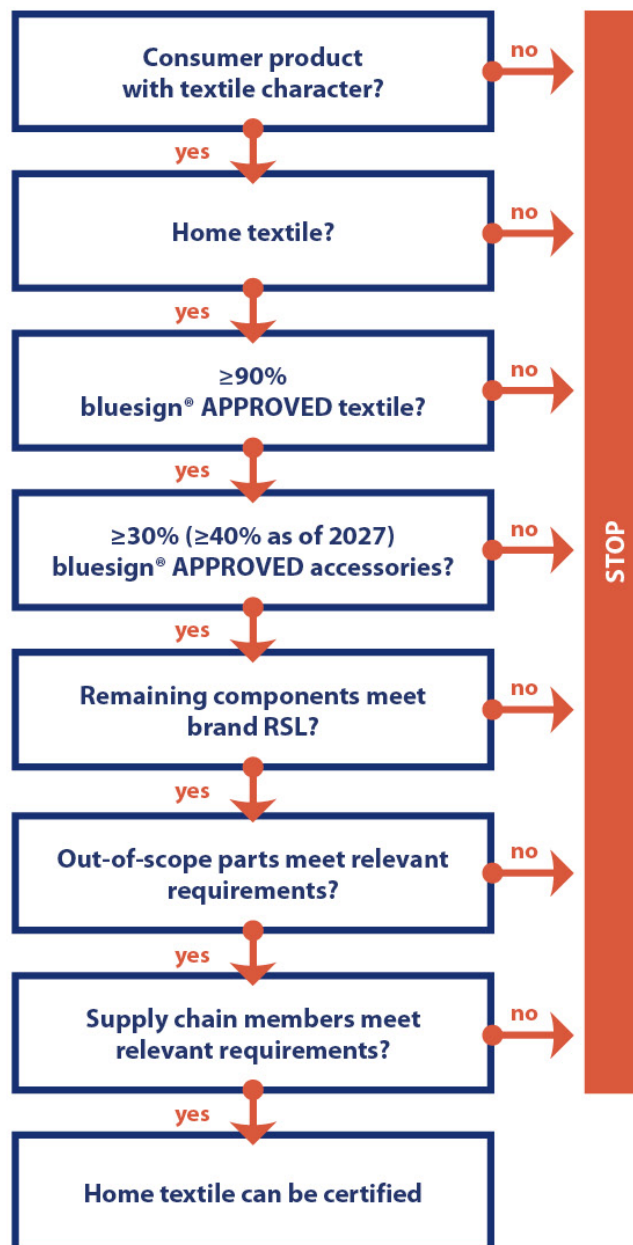 Consumer product
with textile character?
no
yes
Home textile?
no
yes
≥90%
bluesign® APPROVED textile?
no
yes
≥30% (≥40% as of 2027)
bluesign® APPROVED accessories?
no
yes
Remaining components meet
brand RSL?
no
yes
Out-of-scope parts meet relevant
requirements?
no
yes
Supply chain members meet
relevant requirements?
no
yes
Home textile can be certified
STOP